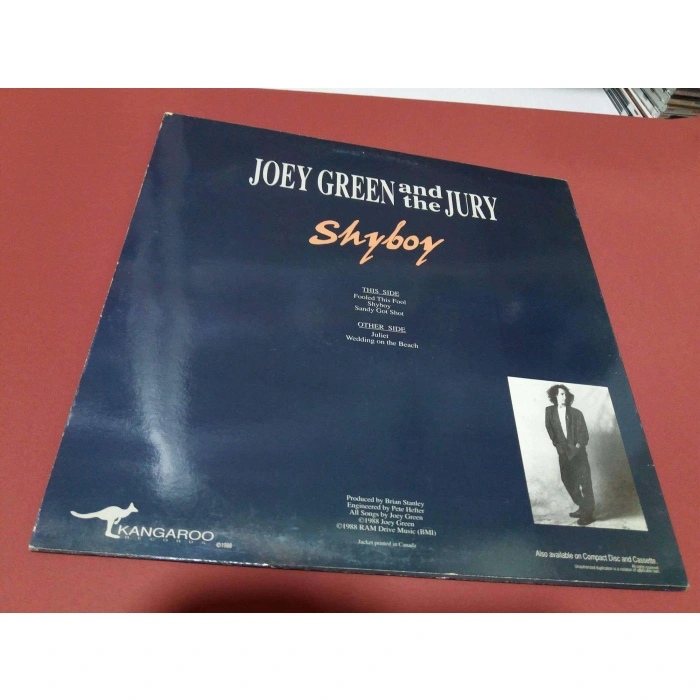 JOEY GREEN and the JURY
Shyboy
THIS SIDE
Fooled This Fool
Shyboy
Sandy Got Shot
OTHER SIDE
Juliet
Wedding on the Beach
Produced by Brian Stanley
Engineered by Pete Hefter
All Songs by Joey Green
©1988 Joey Green
©1988 RAM Drive Music (BMI)
Jacket printed in Canada
KANGAROO
RECORDS
©1988
Also available on Compact Disc and Cassette.